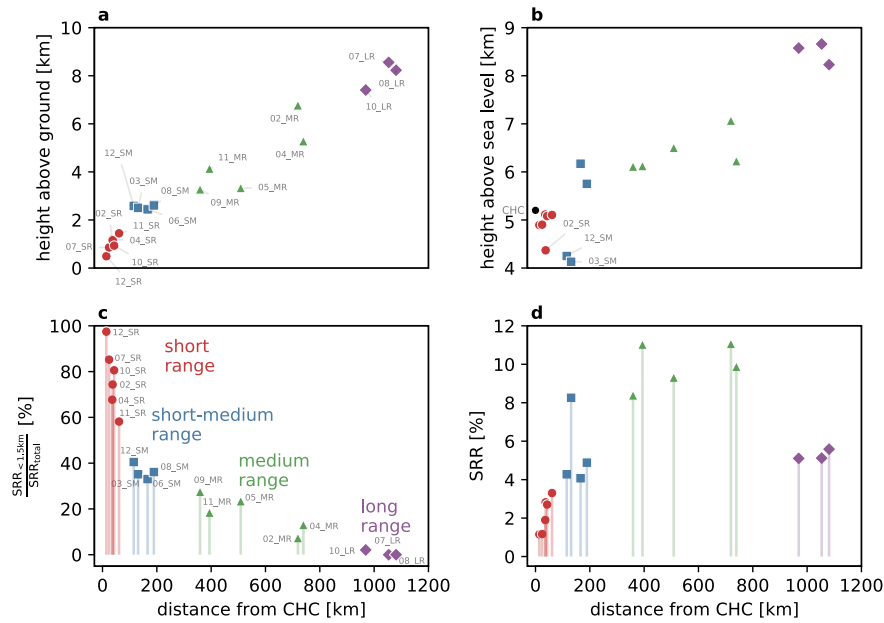 a
height above ground [km]
10
8
6
4
2
0
07_LR
08_LR
10_LR
02_MR
04_MR
11_MR
05_MR
09_MR
12_SM
03_SM
08_SM
06_SM
02_SR
11_SR
04_SR
07_SR
10_SR
12_SR
b
height above sea level [km]
9
8
7
6
5
4
CHC
02_SR
12_SM
03_SM
c
SRR<1.5km
SRRtotal
[%]
100
80
60
40
20
0
12_SR
07_SR
10_SR
02_SR
04_SR
11_SR
short
range
short-medium
range
12_SM
08_SM
03_SM
06_SM
medium
range
09_MR
11_MR
05_MR
04_MR
02_MR
long
range
07_LR
10_LR
08_LR
0 200 400 600 800 1000 1200
distance from CHC [km]
d
SRR [%]
12
10
8
6
4
2
0
0 200 400 600 800 1000 1200
distance from CHC [km]